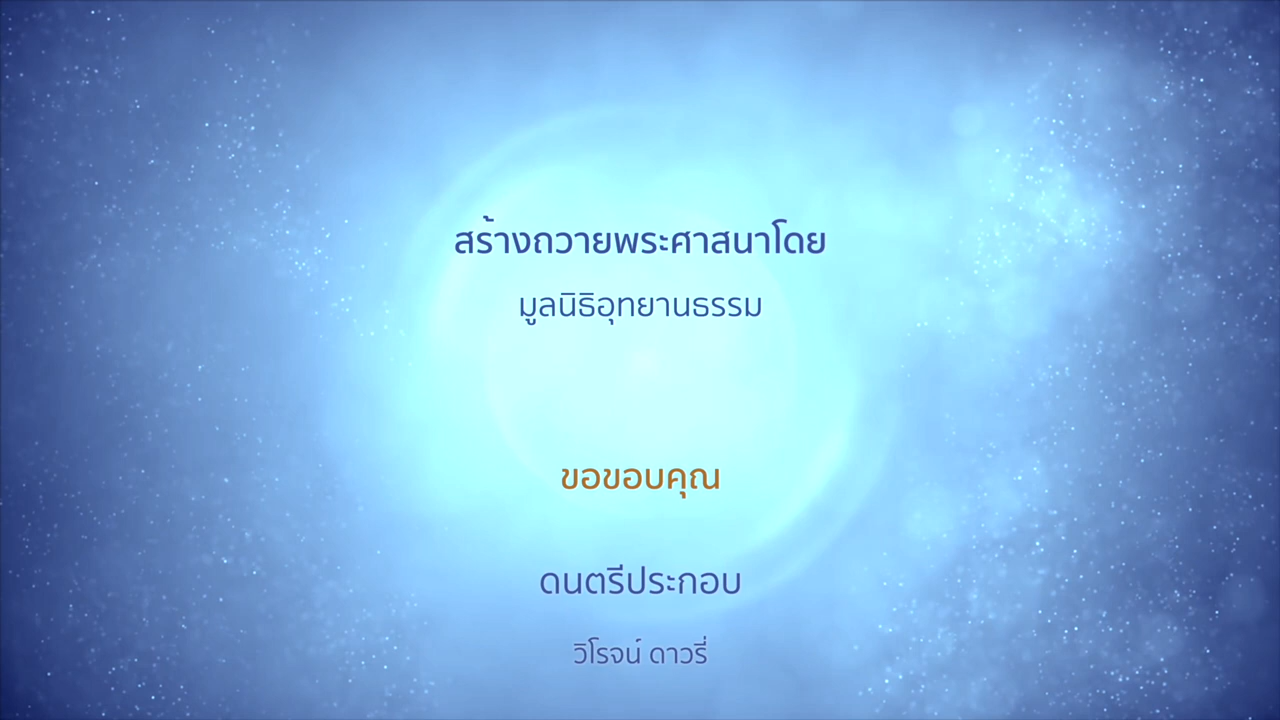 สร้างถวายพระศาสนาโดย
มูลนิธิอุทยานธรรม
ขอขอบคุณ
ดนตรีประกอบ
วิโรจน์ ดาวรี่